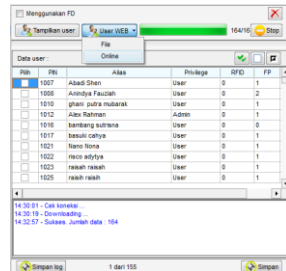 Menggunakan FD
Tampilkan user User WEB 164/16 Stop
File
Online
Data user :
Pilih PIN Alias Privilege RFID FP
1007 Abadi Shen User 0 1
1008 Anindya Fauziah User 0 2
1010 ghani putra mubarak User 0 1
1012 Alex Rahman Admin 0 1
1016 bambang sutrisna User 0 0
1017 basuki cahya User 0 1
1021 Nano Nona User 0 1
1022 risco adytya User 0 1
1023 raisah raisah User 0 1
1025 raisih raisih User 0 1
14:30:01 - Cek koneksi ...
14:30:19 - Downloading ...
14:32:57 - Sukses. Jumlah data : 164
Simpan log 1 dari 155 Simpan